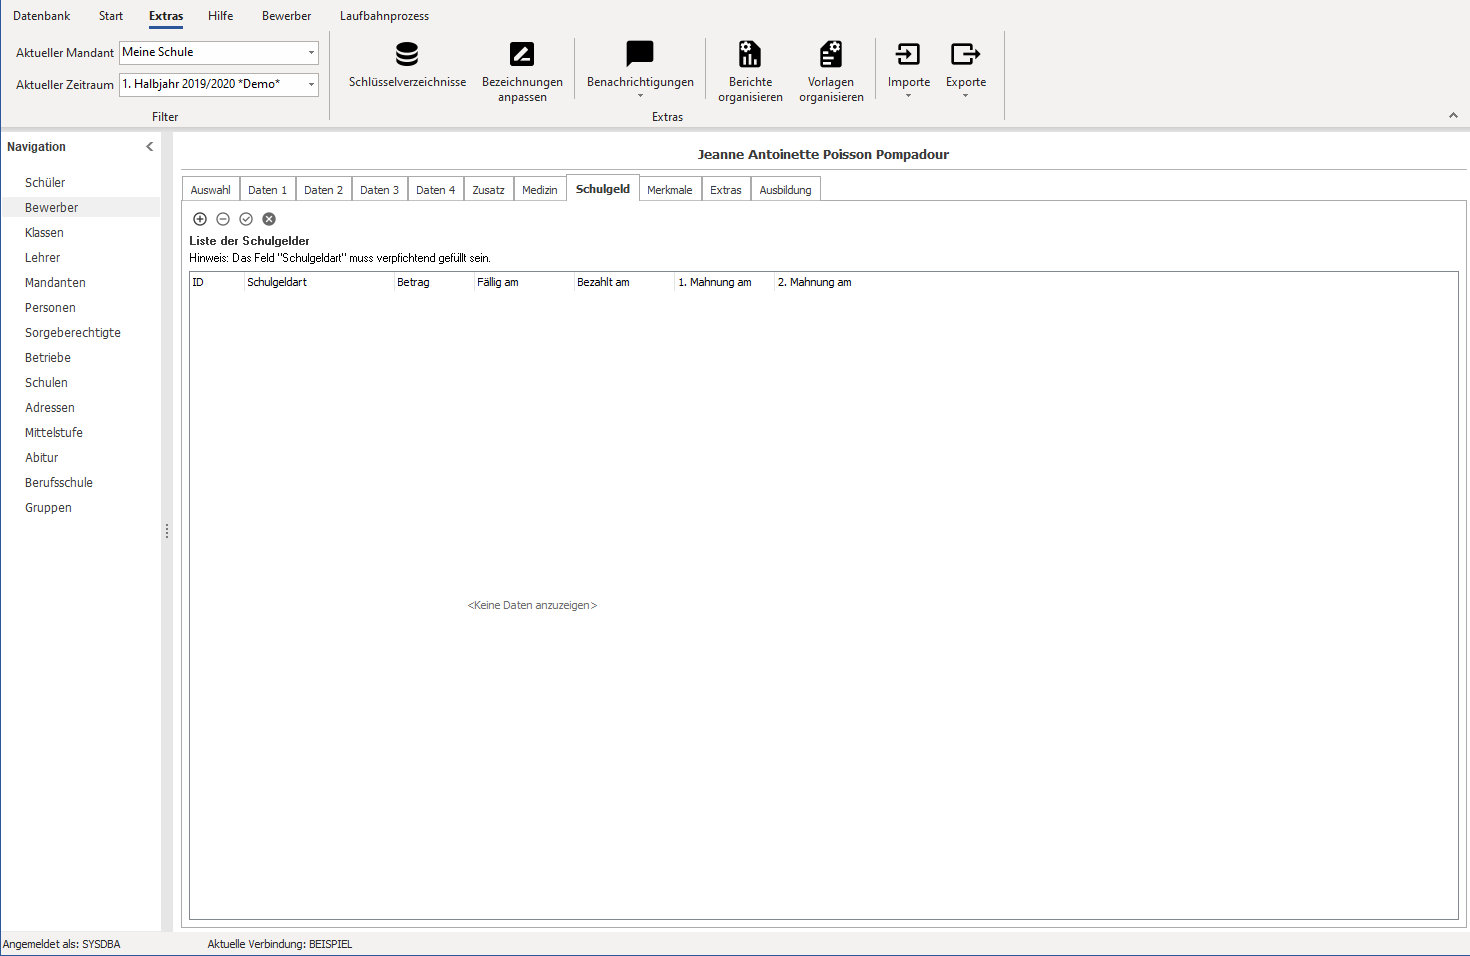 Datenbank Start Extras Hilfe Bewerber Laufbahnprozess
Aktueller Mandant Meine Schule
Aktueller Zeitraum 1. Halbjahr 2019/2020 *Demo*
Filter
Schlüsselverzeichnisse
Bezeichnungen
anpassen
Benachrichtigungen
Berichte
organisieren
Vorlagen
organisieren
Importe
Exporte
Extras
Navigation
Schüler
Bewerber
Klassen
Lehrer
Mandanten
Personen
Sorgeberechtigte
Betriebe
Schulen
Adressen
Mittelstufe
Abitur
Berufsschule
Gruppen
Jeanne Antoinette Poisson Pompadour
Auswahl Daten 1 Daten 2 Daten 3 Daten 4 Zusatz Medizin Schulgeld Merkmale Extras Ausbildung
Liste der Schulgelder
Hinweis: Das Feld "Schulgeldart" muss verpfichtend gefüllt sein.
ID Schulgeldart Betrag Fällig am Bezahlt am 1. Mahnung am 2. Mahnung am
<Keine Daten anzuzeigen>
Angemeldet als: SYSDBA Aktuelle Verbindung: BEISPIEL